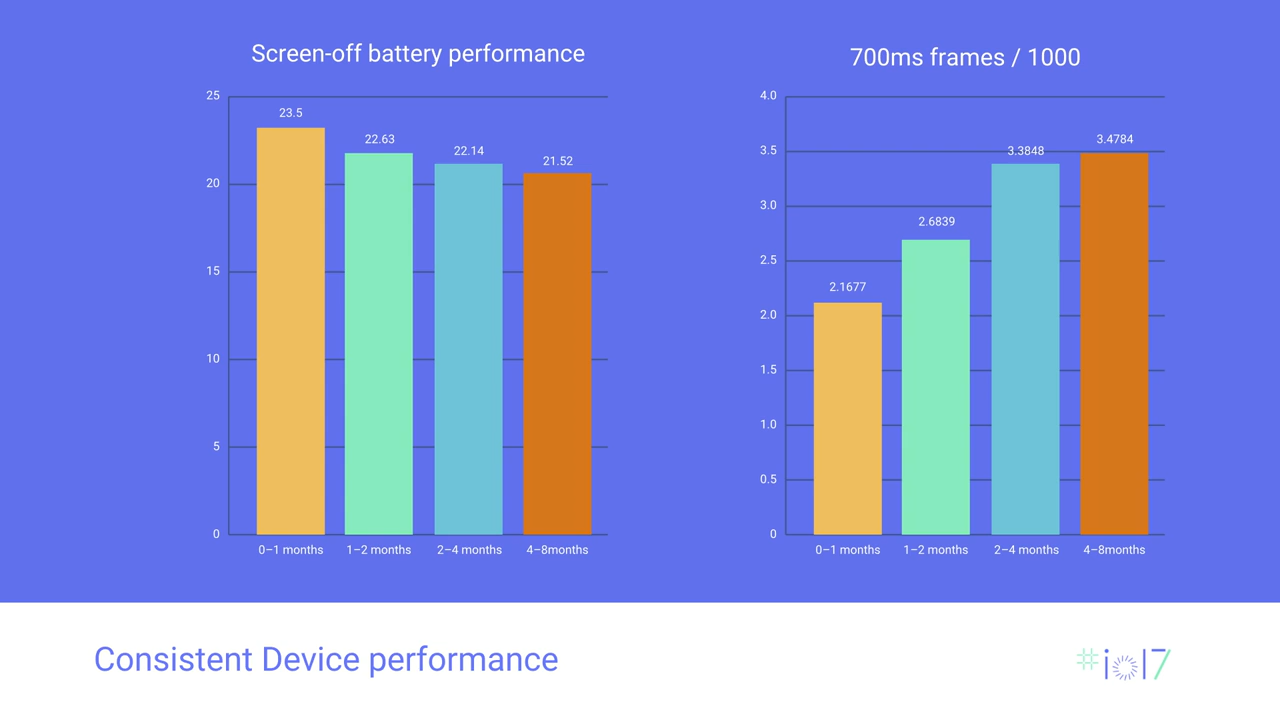 Screen-off battery performance
25
20
15
10
5
0
23.5
22.63
22.14
21.52
0–1 months
1–2 months
2–4 months
4–8months
700ms frames / 1000
4.0
3.5
3.0
2.5
2.0
1.5
1.0
0.5
0
2.1677
2.6839
3.3848
3.4784
0–1 months
1–2 months
2–4 months
4–8months
Consistent Device performance
#io17